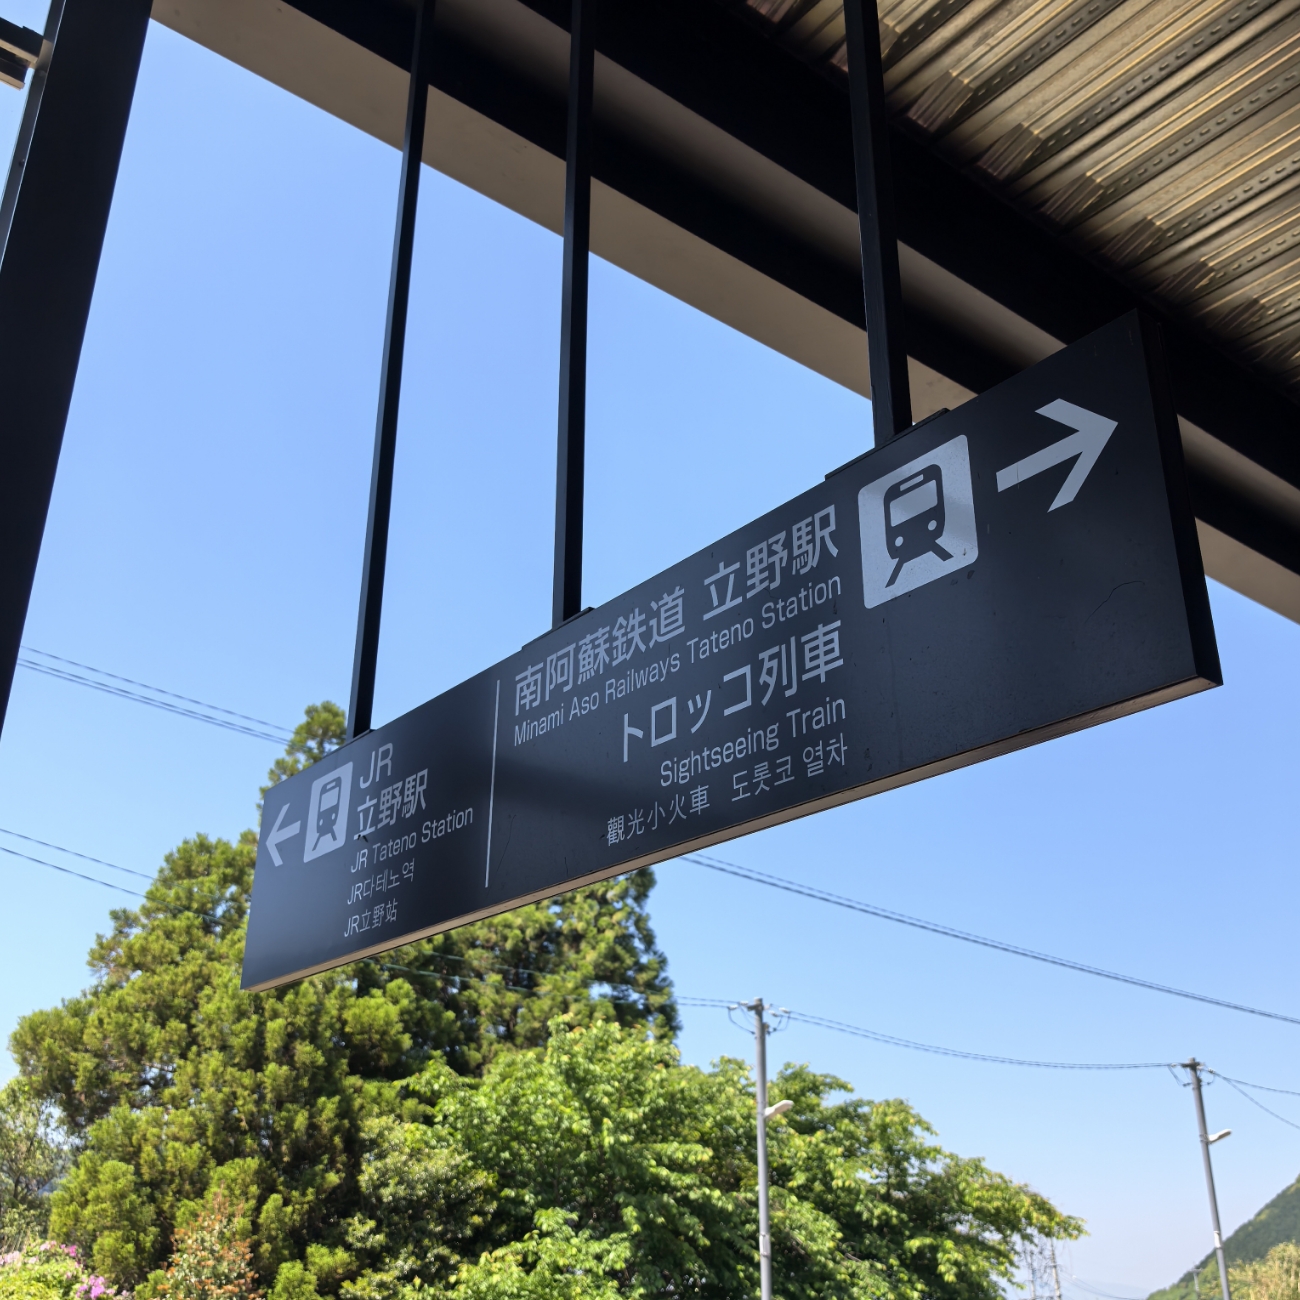 JR
立野駅
JR Tateno Station
JR다테노역
JR立野站
南阿蘇鉄道 立野駅
Minami Aso Railways Tateno Station
トロッコ列車
Sightseeing Train
觀光小火車 도롯코 열차